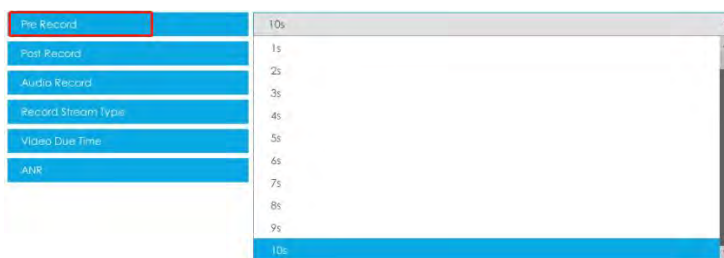 Pre Record
Post Record
Audio Record
Record Stream Type
Video Due Time
ANR
10s
1s
2s
3s
4s
5s
6s
7s
8s
9s
10s